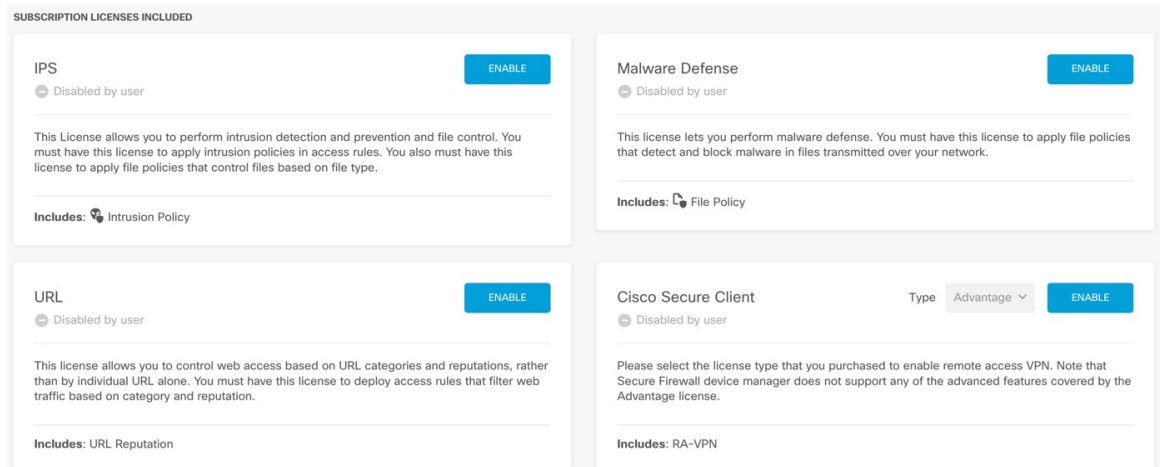 SUBSCRIPTION LICENSES INCLUDED
IPS
ENABLE
Disabled by user
This License allows you to perform intrusion detection and prevention and file control. You
must have this license to apply intrusion policies in access rules. You also must have this
license to apply file policies that control files based on file type.
Includes: Intrusion Policy
Malware Defense
ENABLE
Disabled by user
This license lets you perform malware defense. You must have this license to apply file policies
that detect and block malware in files transmitted over your network.
Includes: File Policy
URL
ENABLE
Disabled by user
This license allows you to control web access based on URL categories and reputations, rather
than by individual URL alone. You must have this license to deploy access rules that filter web
traffic based on category and reputation.
Includes: URL Reputation
Cisco Secure Client
Type Advantage
ENABLE
Disabled by user
Please select the license type that you purchased to enable remote access VPN. Note that
Secure Firewall device manager does not support any of the advanced features covered by the
Advantage license.
Includes: RA-VPN